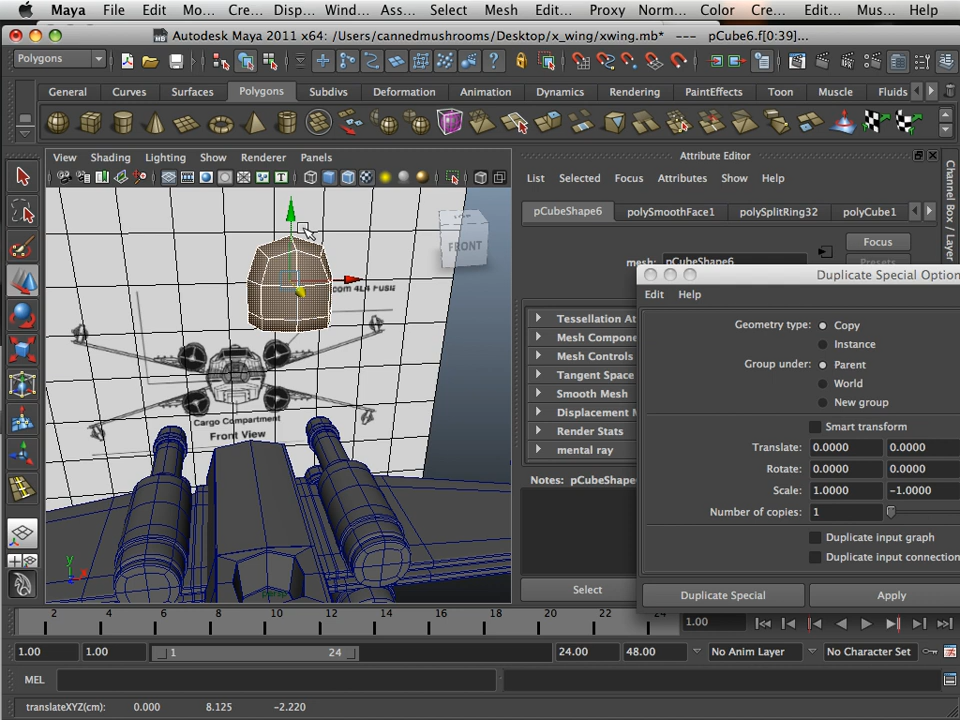 Maya File Edit Mo... Cre... Disp... Win... Ass... Select Mesh Edit... Proxy Norm... Color Cre... Edit... Mus... Help
Autodesk Maya 2011 x64: /Users/cannedmushrooms/Desktop/x_wing/xwing.mb* --- pCube6.f[0:39]...
Polygons
General Curves Surfaces Polygons Subdivs Deformation Animation Dynamics Rendering PaintEffects Toon Muscle Fluids
View Shading Lighting Show Renderer Panels
Attribute Editor
List Selected Focus Attributes Show Help
pCubeShape6 polySmoothFace1 polySplitRing32 polyCube1
Focus
Presets
mesh: pCubeShape6
Channel Box / Layer
FRONT
Duplicate Special Option
Edit Help
Tessellation At
Mesh Compone
Mesh Controls
Tangent Space
Smooth Mesh
Displacement M
Render Stats
mental ray
Notes: pCubeShape
Select
Geometry type: Copy
Instance
Group under: Parent
World
New group
Smart transform
Translate: 0.0000 0.0000
Rotate: 0.0000 0.0000
Scale: 1.0000 -1.0000
Number of copies: 1
Duplicate input graph
Duplicate input connection
Duplicate Special Apply
Cargo Compartment
Front View
y
persp
2 4 6 8 10 12 14 16 18 20 22 24
1.00
1.00 1.00 1 24 24.00 48.00 No Anim Layer No Character Set
MEL
translateXYZ(cm): 0.000 8.125 -2.220